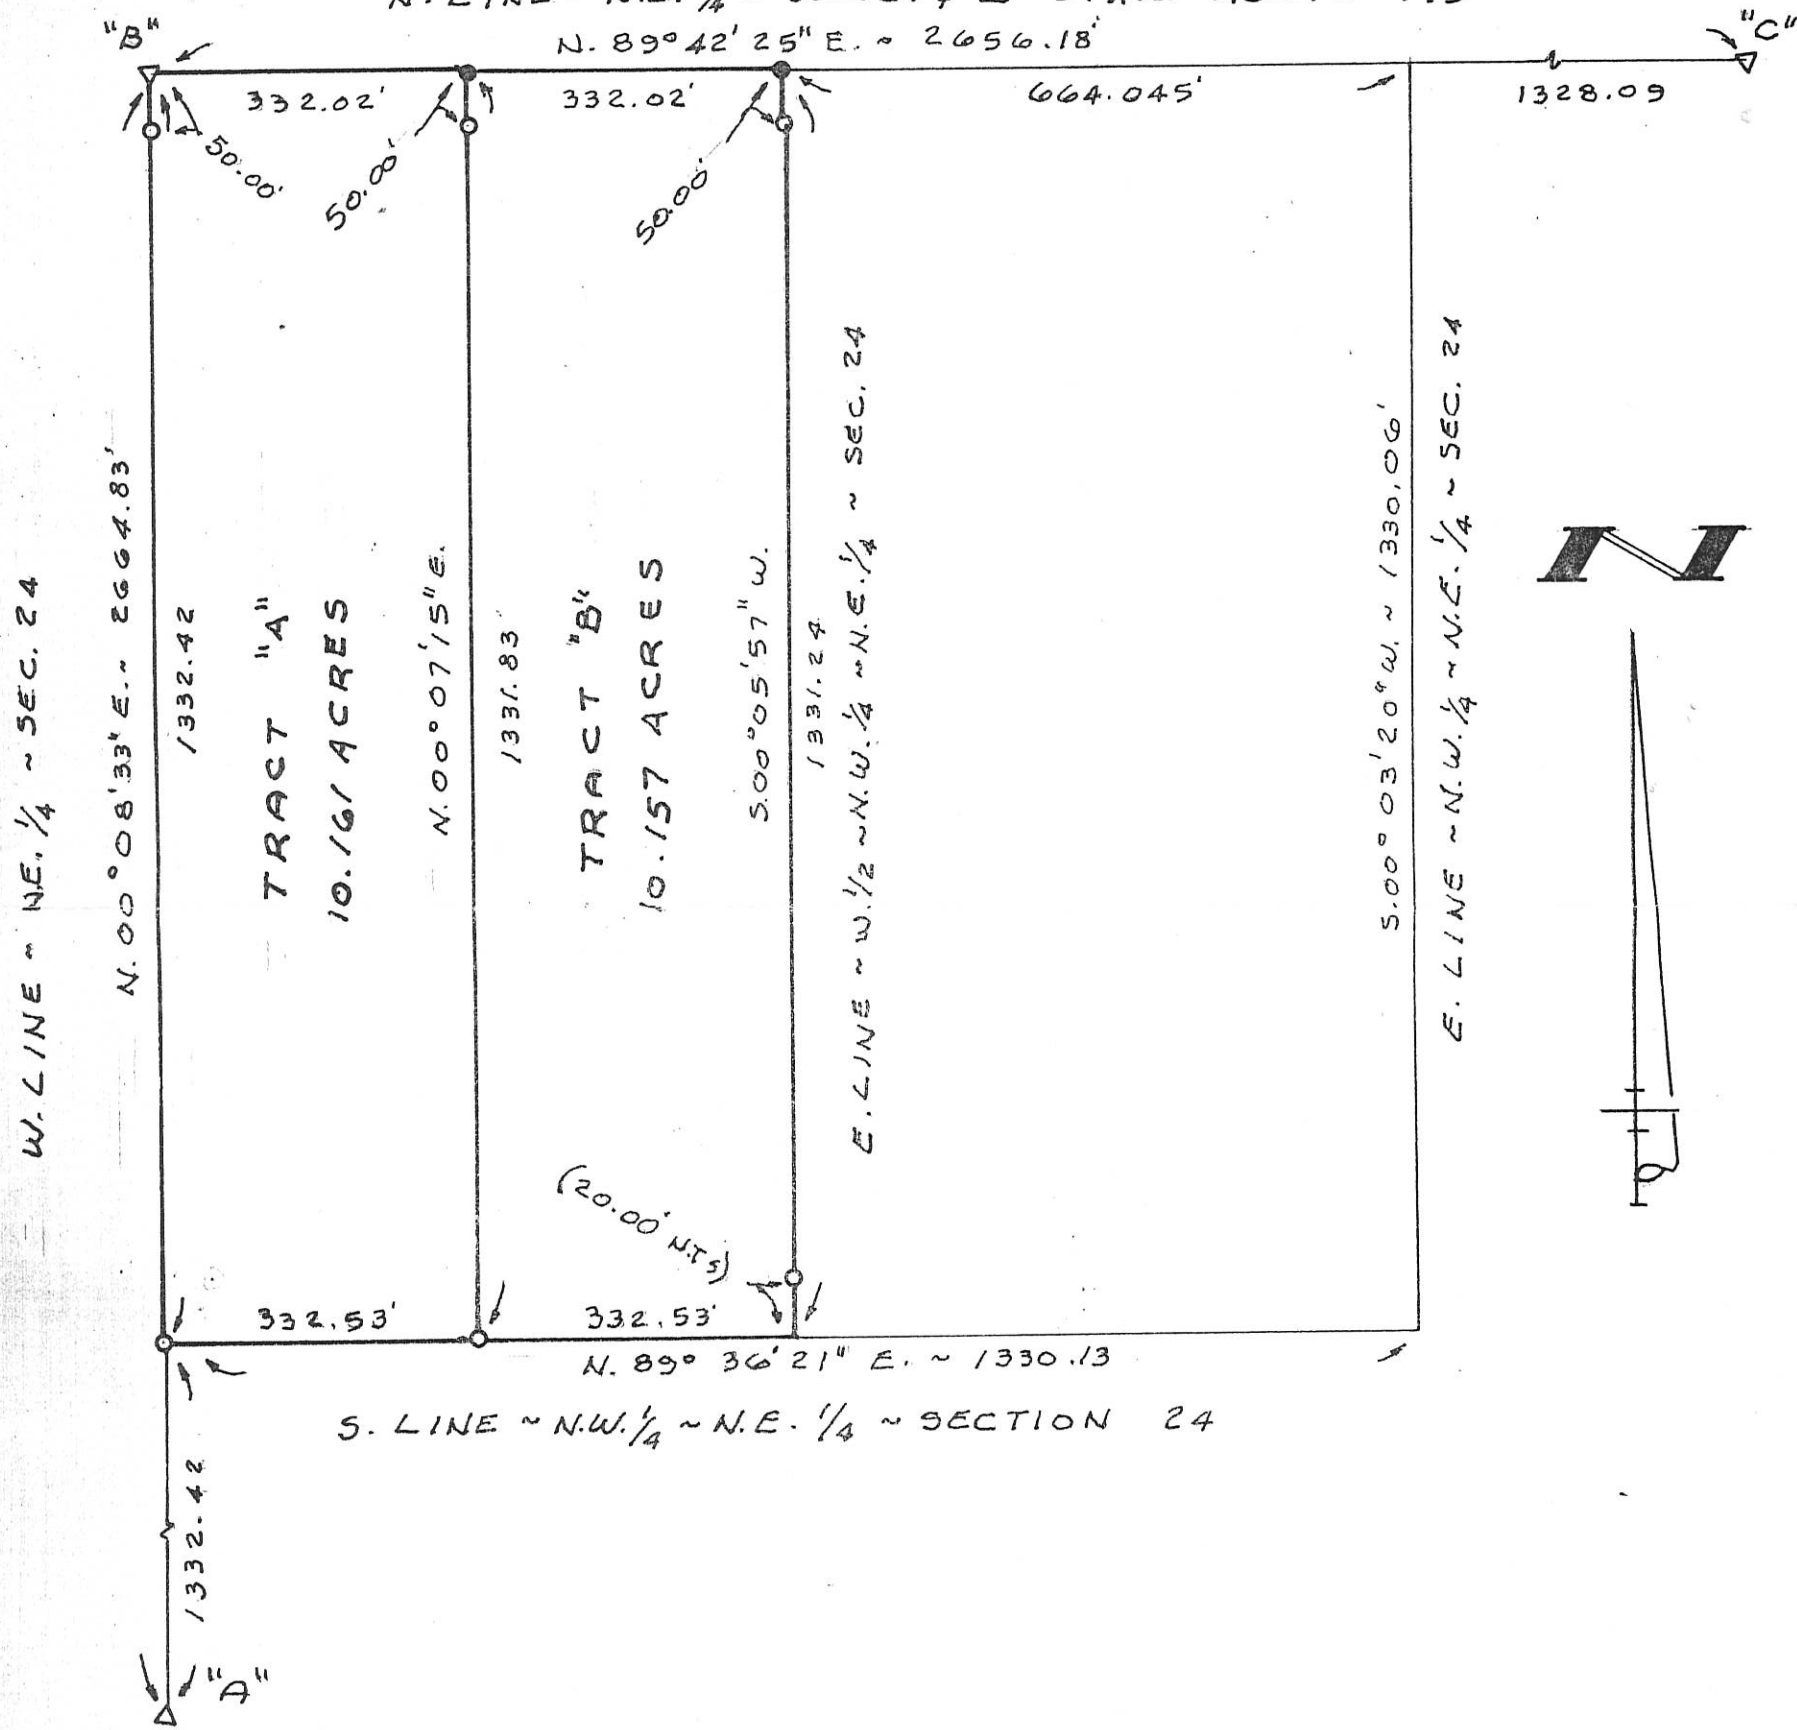 "B"
"C"
N. 89° 42' 25" E. ~ 2656.18'
332.02'
332.02'
664.045'
1328.09
50.00'
50.00'
50.00'
W. LINE ~ N.E. 1/4 ~ SEC. 24
N. 00° 08' 33" E. ~ 2664.83'
1332.42
TRACT "A"
10.161 ACRES
N. 00° 07' 15" E.
1331.83
TRACT "B"
10.157 ACRES
S. 00° 05' 57" W.
1331.24
E. LINE ~ W. 1/2 ~ N.W. 1/4 ~ N.E. 1/4 ~ SEC. 24
S. 00° 03' 20" W. ~ 1330.06'
E. LINE ~ N.W. 1/4 ~ N.E. 1/4 ~ SEC. 24
N
(20.00' N.T.S)
332.53'
332.53'
N. 89° 36' 21" E. ~ 1330.13
S. LINE ~ N.W. 1/4 ~ N.E. 1/4 ~ SECTION 24
1332.42
"A"